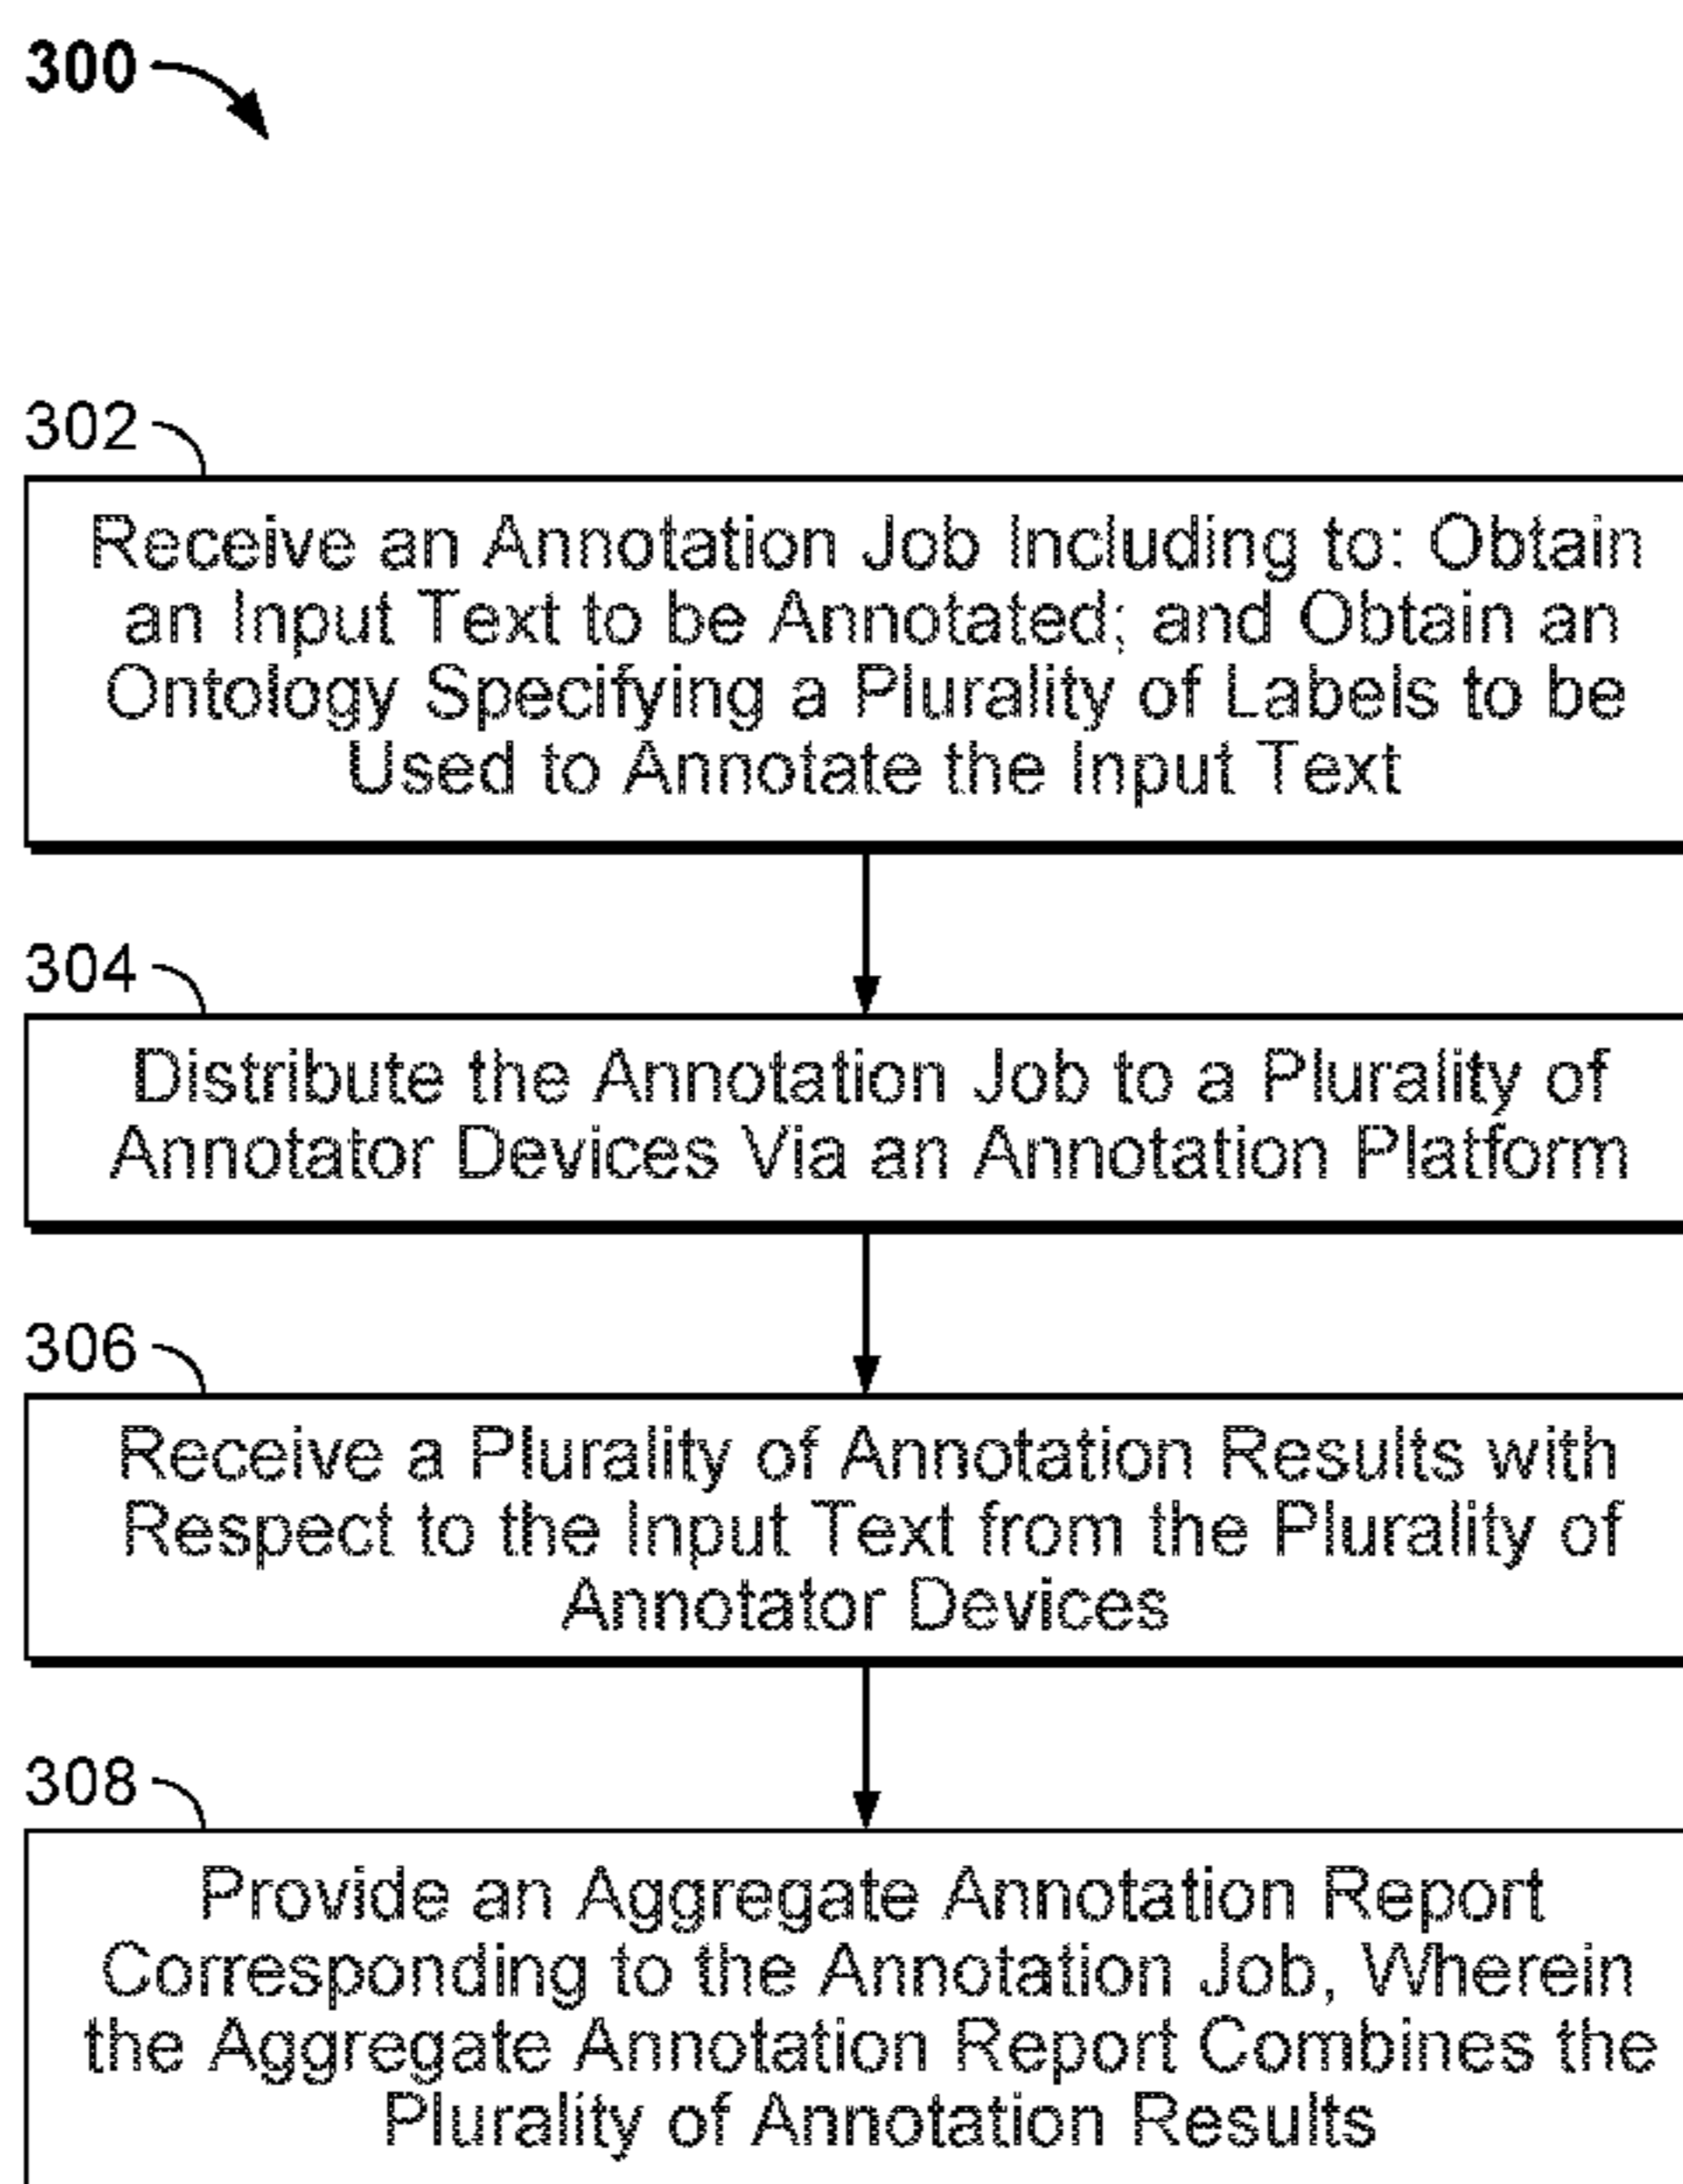 300
302
Receive an Annotation Job Including to: Obtain
an Input Text to be Annotated; and Obtain an
Ontology Specifying a Plurality of Labels to be
Used to Annotate the Input Text
304
Distribute the Annotation Job to a Plurality of
Annotator Devices Via an Annotation Platform
306
Receive a Plurality of Annotation Results with
Respect to the Input Text from the Plurality of
Annotator Devices
308
Provide an Aggregate Annotation Report
Corresponding to the Annotation Job, Wherein
the Aggregate Annotation Report Combines the
Plurality of Annotation Results